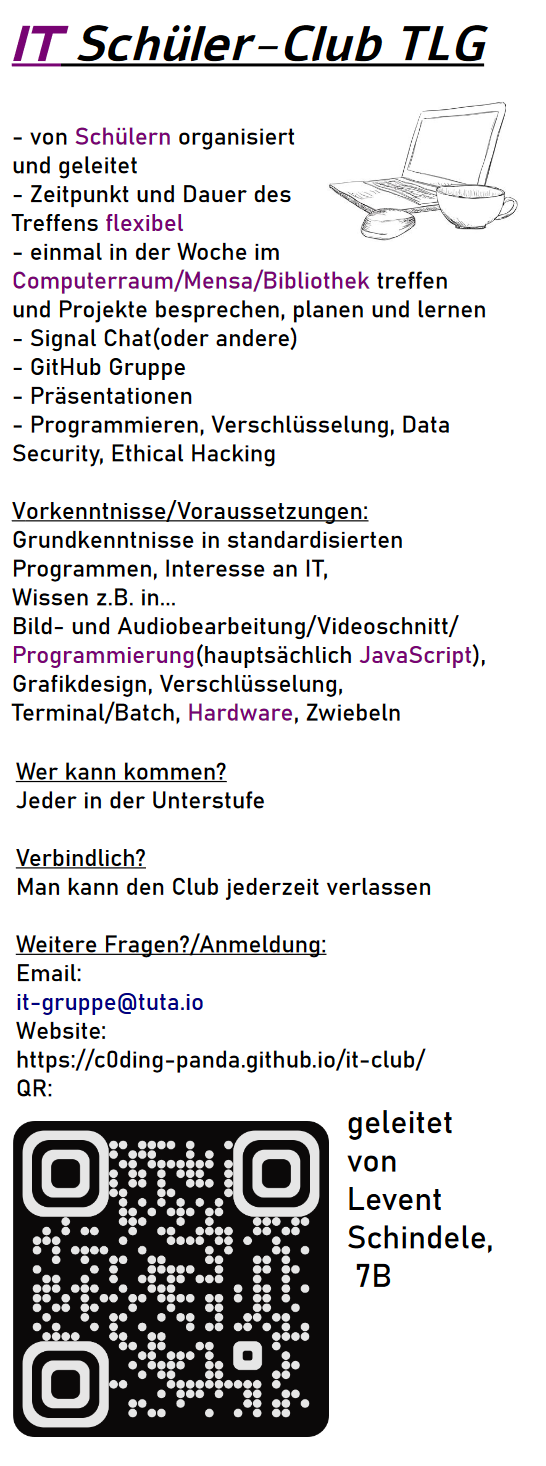 IT Schüler-Club TLG
- von Schülern organisiert
und geleitet
- Zeitpunkt und Dauer des
Treffens flexibel
- einmal in der Woche im
Computerraum/Mensa/Bibliothek treffen
und Projekte besprechen, planen und lernen
- Signal Chat(oder andere)
- GitHub Gruppe
- Präsentationen
- Programmieren, Verschlüsselung, Data
Security, Ethical Hacking
Vorkenntnisse/Voraussetzungen:
Grundkenntnisse in standardisierten
Programmen, Interesse an IT,
Wissen z.B. in...
Bild- und Audiobearbeitung/Videoschnitt/
Programmierung(hauptsächlich JavaScript),
Grafikdesign, Verschlüsselung,
Terminal/Batch, Hardware, Zwiebeln
Wer kann kommen?
Jeder in der Unterstufe
Verbindlich?
Man kann den Club jederzeit verlassen
Weitere Fragen?/Anmeldung:
Email:
it-gruppe@tuta.io
Website:
https://c0ding-panda.github.io/it-club/
QR:
geleitet
von
Levent
Schindele,
7B